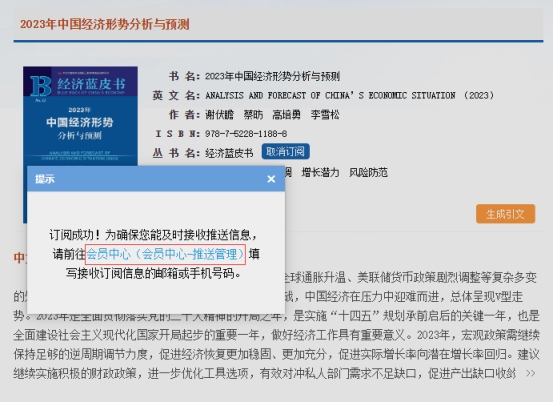 2023年中国经济形势分析与预测
经济蓝皮书
2023年
中国经济形势
分析与预测
ANALYSIS AND FORECAST OF
CHINA'S ECONOMIC SITUATION (2023)
书 名：2023年中国经济形势分析与预测
英 文 名：ANALYSIS AND FORECAST OF CHINA'S ECONOMIC SITUATION （2023）
作 者：谢伏瞻 蔡昉 高培勇 李雪松
I S B N：978-7-5228-1188-8
丛 书 名：经济蓝皮书 取消订阅
增长潜力 风险防范
生成引文
提示 ×
订阅成功！为确保您能及时接收推送信息，
请前往会员中心（会员中心-推送管理）填
写接收订阅信息的邮箱或手机号码。
中
球通胀升温、美联储货币政策剧烈调整等复杂多变
，中国经济在压力中迎难而进，总体呈现V型走
势。2023年是全面贯彻落实党的二十大精神的开局之年，是实施“十四五”规划承前启后的关键一年，也是
全面建设社会主义现代化国家开局起步的重要一年，做好经济工作具有重要意义。2023年，宏观政策需继续
保持足够的逆周期调节力度，促进经济恢复更加稳固、更加充分，促进实际增长率向潜在增长率回归。建议
继续实施积极的财政政策，进一步优化工具选项，有效对冲私人部门需求不足缺口，促进产出缺口收敛 >>